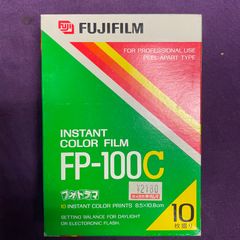 FUJI
FUJIFILM
FOR PROFESSIONAL USE
PEEL-APART TYPE
INSTANT
COLOR FILM
FP-100C
フォトラマ
¥2180
10 INSTANT COLOR PRINTS 8.5×10.8cm
SETTING BALANCE FOR DAYLIGHT
OR ELECTRONIC FLASH.
10
枚撮り